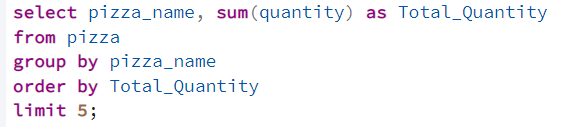 select pizza_name, sum(quantity) as Total_Quantity
from pizza
group by pizza_name
order by Total_Quantity
limit 5;